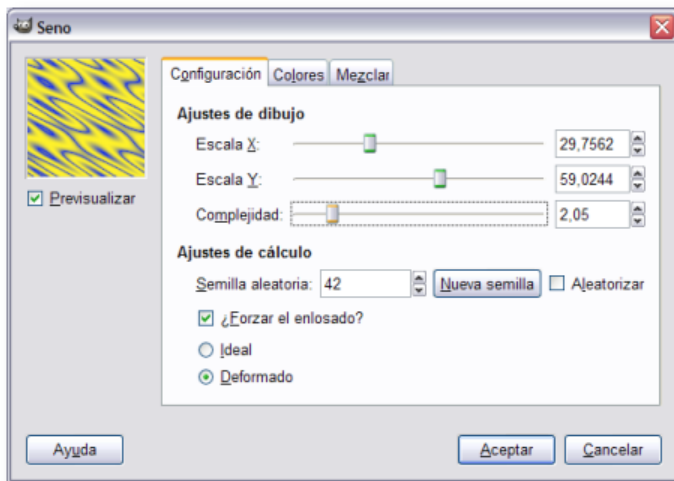 Seno
Configuración Colores Mezclar
Ajustes de dibujo
Escala X: 29,7562
Escala Y: 59,0244
Previsualizar
Complejidad: 2,05
Ajustes de cálculo
Semilla aleatoria: 42 Nueva semilla Aleatorizar
¿Forzar el enlosado?
Ideal
Deformado
Ayuda Aceptar Cancelar